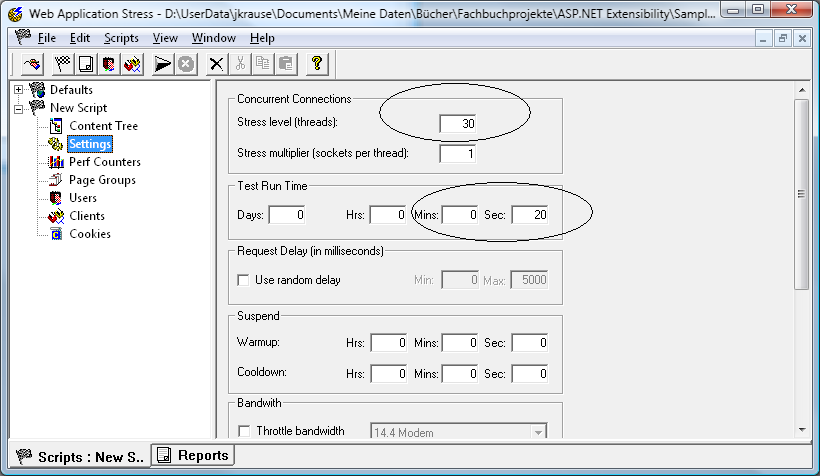 Web Application Stress - D:\UserData\jkrause\Documents\Meine Daten\Bücher\Fachbuchprojekte\ASP.NET Extensibility\Sampl...
File Edit Scripts View Window Help
Defaults
New Script
Content Tree
Settings
Perf Counters
Page Groups
Users
Clients
Cookies
Concurrent Connections
Stress level (threads): 30
Stress multiplier (sockets per thread): 1
Test Run Time
Days: 0 Hrs: 0 Mins: 0 Sec: 20
Request Delay (in milliseconds)
Use random delay Min: 0 Max: 5000
Suspend
Warmup: Hrs: 0 Mins: 0 Sec: 0
Cooldown: Hrs: 0 Mins: 0 Sec: 0
Bandwith
Throttle bandwidth 14.4 Modem
Scripts : New S.. Reports